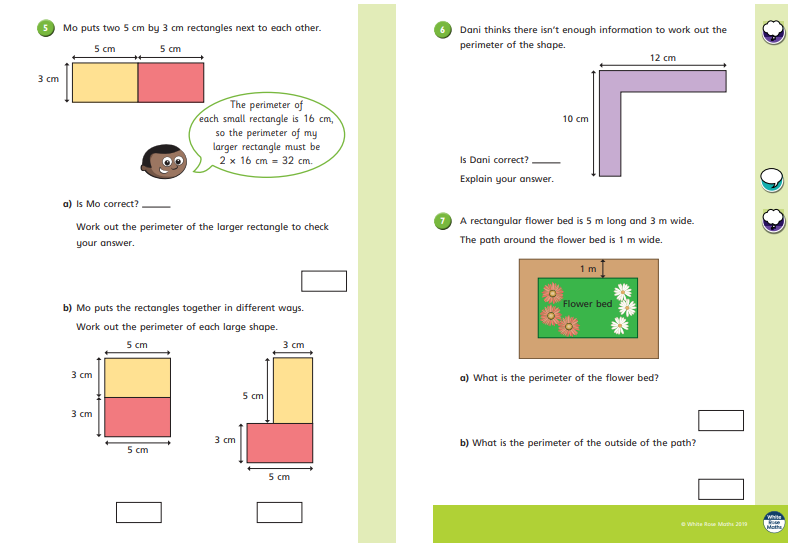 5 Mo puts two 5 cm by 3 cm rectangles next to each other.
5 cm 5 cm
3 cm
The perimeter of
each small rectangle is 16 cm,
so the perimeter of my
larger rectangle must be
2 × 16 cm = 32 cm.
a) Is Mo correct? ____
Work out the perimeter of the larger rectangle to check
your answer.
b) Mo puts the rectangles together in different ways.
Work out the perimeter of each large shape.
5 cm
3 cm
3 cm
5 cm
3 cm
5 cm
3 cm
5 cm
6 Dani thinks there isn't enough information to work out the
perimeter of the shape.
12 cm
10 cm
Is Dani correct? ____
Explain your answer.
7 A rectangular flower bed is 5 m long and 3 m wide.
The path around the flower bed is 1 m wide.
1 m
Flower bed
a) What is the perimeter of the flower bed?
b) What is the perimeter of the outside of the path?
© White Rose Maths 2019
White
Rose
Maths